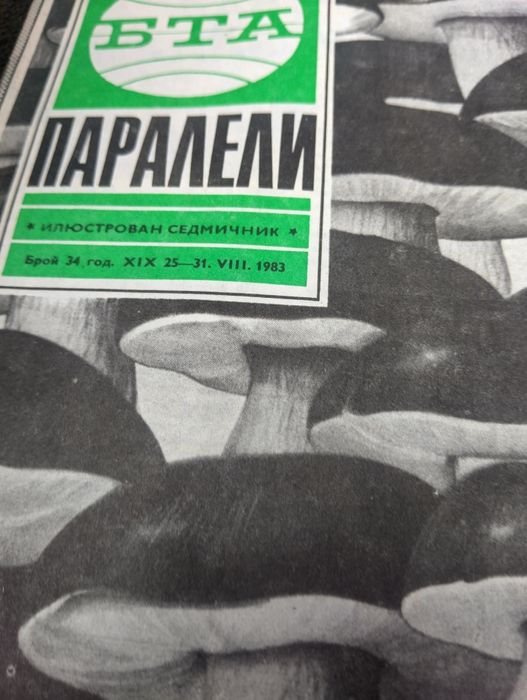 БТА
ПАРАЛЕЛИ
* ИЛЮСТРОВАН СЕДМИЧНИК *
Брой 34 год. XIX 25—31. VIII. 1983